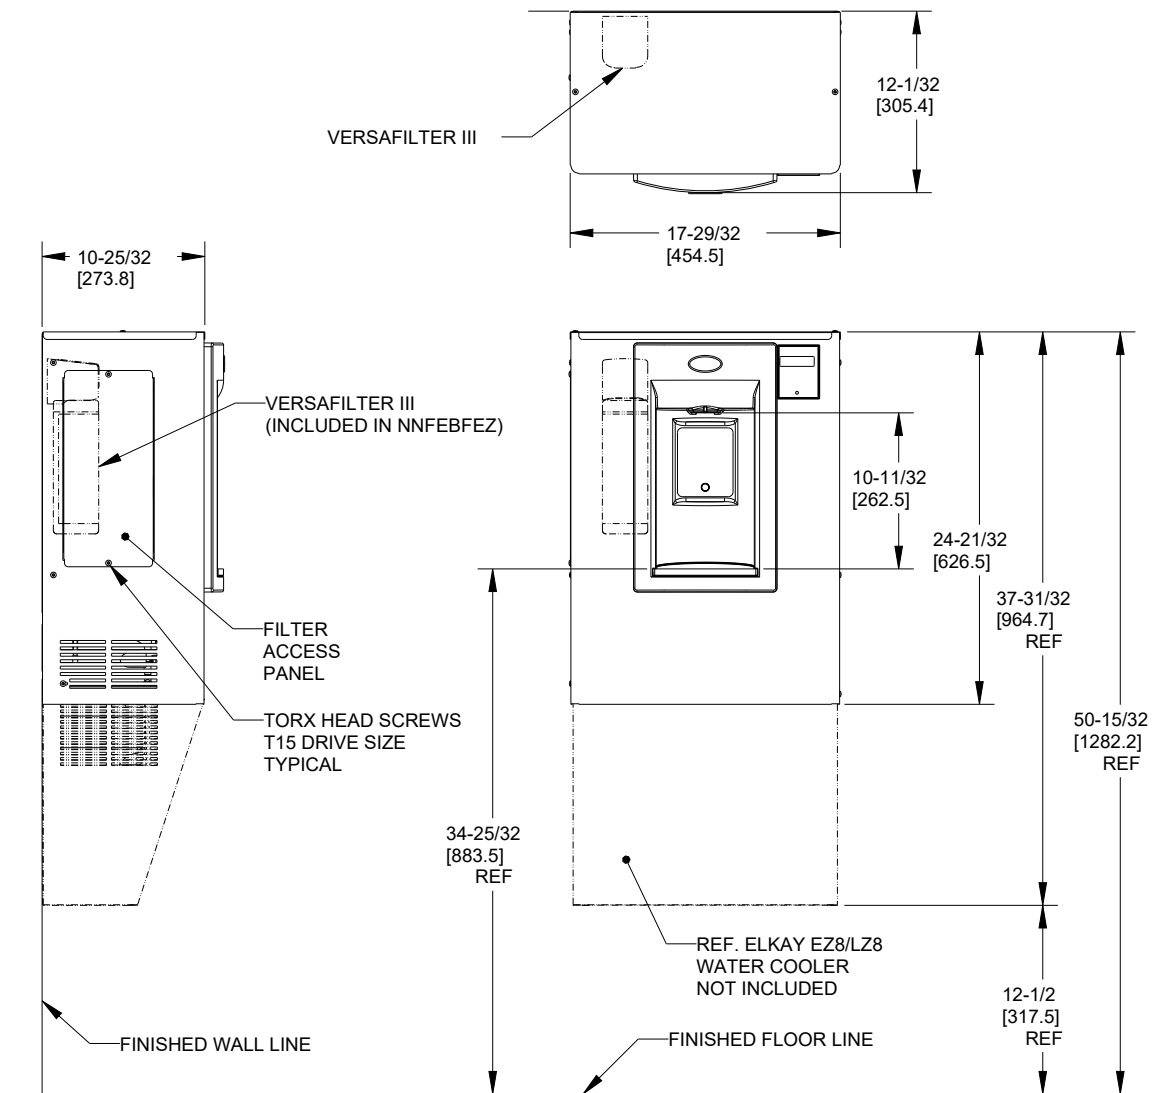 12-1/32
[305.4]
VERSAFILTER III
17-29/32
[454.5]
10-25/32
[273.8]
VERSAFILTER III
(INCLUDED IN NNFEBFEZ)
10-11/32
[262.5]
24-21/32
[626.5]
37-31/32
[964.7]
REF
FILTER
ACCESS
PANEL
TORX HEAD SCREWS
T15 DRIVE SIZE
TYPICAL
50-15/32
[1282.2]
REF
34-25/32
[883.5]
REF
REF. ELKAY EZ8/LZ8
WATER COOLER
NOT INCLUDED
12-1/2
[317.5]
REF
FINISHED WALL LINE
FINISHED FLOOR LINE